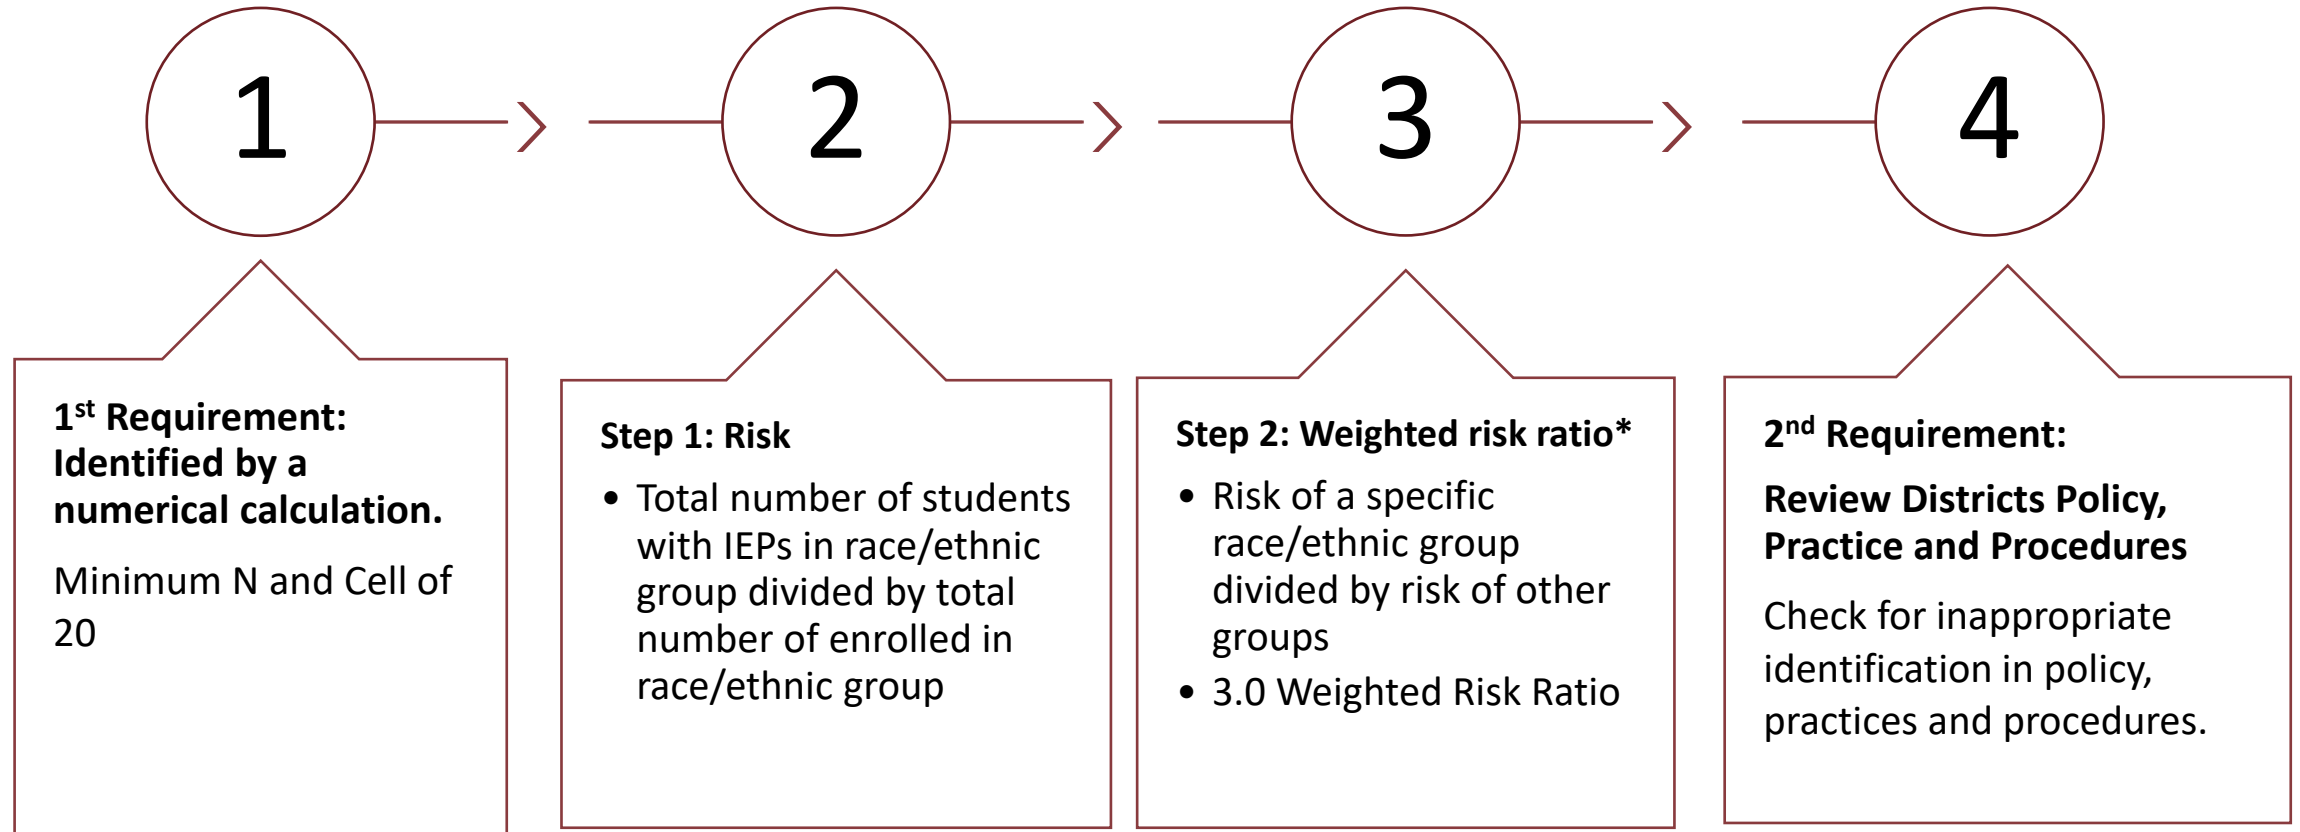 1
2
3
4
1st Requirement:
Identified by a
numerical calculation.
Minimum N and Cell of
20
Step 1: Risk
• Total number of students
with IEPs in race/ethnic
group divided by total
number of enrolled in
race/ethnic group
Step 2: Weighted risk ratio*
• Risk of a specific
race/ethnic group
divided by risk of other
groups
• 3.0 Weighted Risk Ratio
2nd Requirement:
Review Districts Policy,
Practice and Procedures
Check for inappropriate
identification in policy,
practices and procedures.